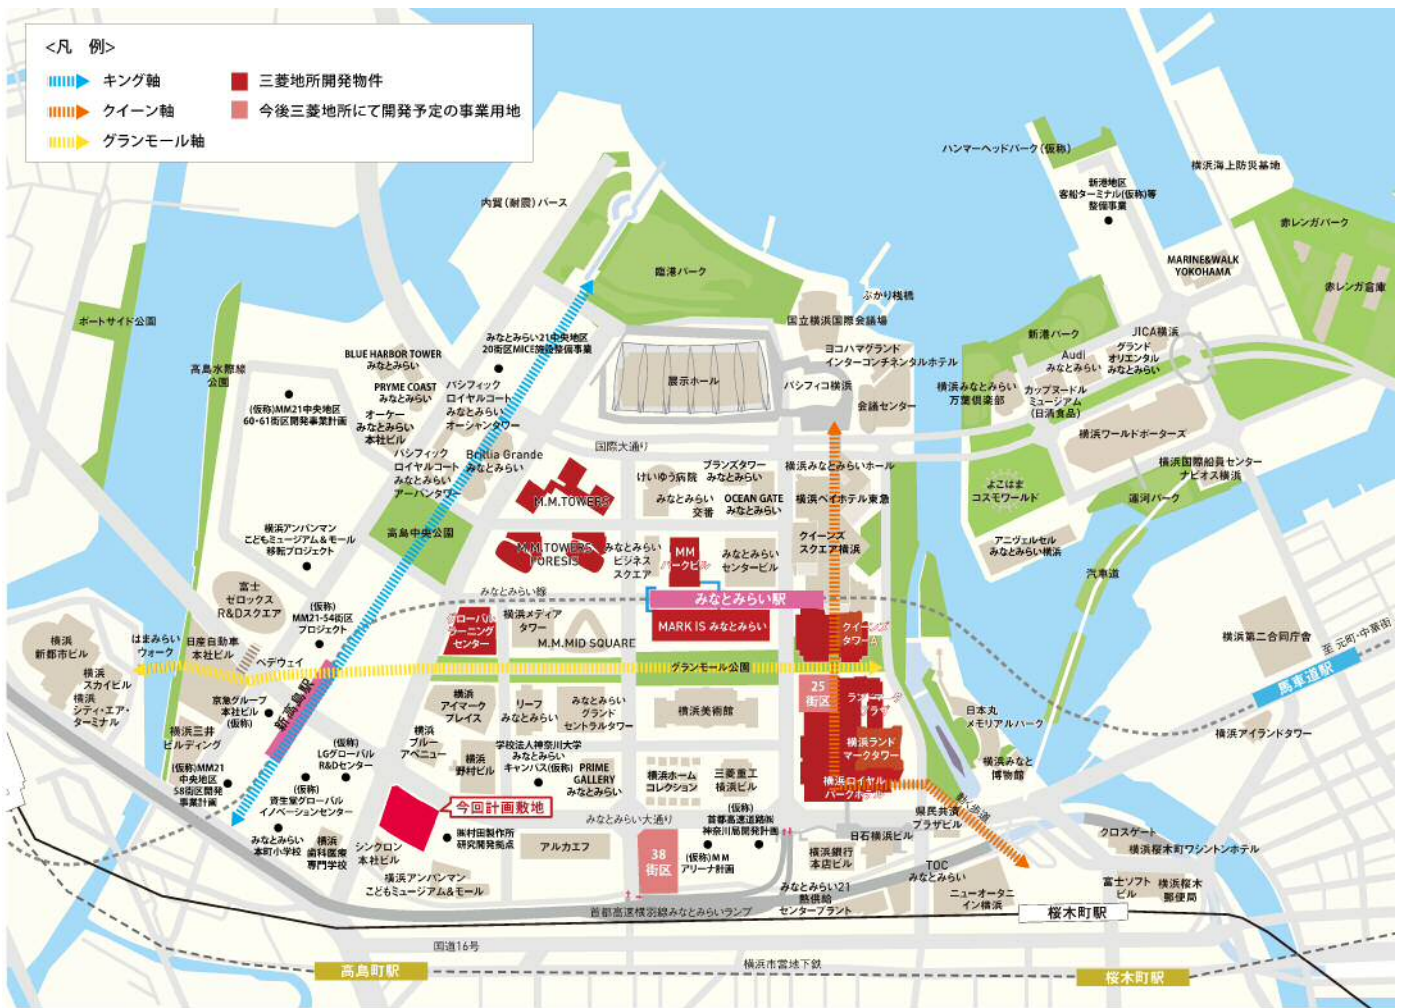 <凡　例>
キング軸
三菱地所開発物件
クイーン軸
今後三菱地所にて開発予定の事業用地
グランモール軸
ハンマーヘッドパーク(仮称)
横浜海上防災基地
新港地区
客船ターミナル(仮称)等
整備事業
内貿(耐震)バース
赤レンガパーク
MARINE&WALK
YOKOHAMA
臨港パーク
赤レンガ倉庫
ぷかり桟橋
ポートサイド公園
国立横浜国際会議場
新港パーク
JICA横浜
みなとみらい21中央地区
20街区MICE施設整備事業
ヨコハマグランド
インターコンチネンタルホテル
グランド
オリエンタル
みなとみらい
Audi
みなとみらい
BLUE HARBOR TOWER
みなとみらい
高島水際線
公園
展示ホール
パシフィコ横浜
横浜みなとみらい
万葉倶楽部
カップヌードル
ミュージアム
(日清食品)
PRYME COAST
みなとみらい
パシフィック
ロイヤルコート
みなとみらい
オーシャンタワー
会議センター
(仮称)MM21中央地区
60・61街区開発事業計画
オーケー
みなとみらい
本社ビル
横浜ワールドポーターズ
国際大通り
パシフィック
ロイヤルコート
みなとみらい
アーバンタワー
Brillia Grande
みなとみらい
けいゆう病院
ブランズタワー
みなとみらい
横浜みなとみらいホール
横浜国際船員センター
ナビオス横浜
よこはま
コスモワールド
運河パーク
M.M.TOWERS
みなとみらい
交番
OCEAN GATE
みなとみらい
横浜ベイホテル東急
横浜アンパンマン
こどもミュージアム&モール
移転プロジェクト
高島中央公園
クイーンズ
スクエア横浜
アニヴェルセル
みなとみらい横浜
M.M.TOWERS
FORESIS
みなとみらい
ビジネス
スクエア
MM
パークビル
みなとみらい
センタービル
汽車道
富士
ゼロックス
R&Dスクエア
みなとみらい線
みなとみらい駅
(仮称)
MM21-54街区
プロジェクト
グローバル
ラーニング
センター
横浜メディア
タワー
M.M.MID SQUARE
MARK IS みなとみらい
クイーンズ
タワーA
横浜第二合同庁舎
至 元町・中華街
横浜
新都市ビル
はまみらい
ウォーク
日産自動車
本社ビル
ペデウェイ
グランモール公園
馬車道駅
横浜
スカイビル
横浜
シティ・エア・
ターミナル
京急グループ
本社ビル
(仮称)
新高島駅
横浜
アイマーク
プレイス
リーフ
みなとみらい
みなとみらい
グランド
セントラルタワー
横浜美術館
25
街区
ランドマーク
プラザ
日本丸
メモリアルパーク
横浜三井
ビルディング
横浜
ブルー
アベニュー
横浜アイランドタワー
(仮称)
LGグローバル
R&Dセンター
横浜
野村ビル
学校法人神奈川大学
みなとみらい
キャンパス(仮称)
横浜ランド
マークタワー
横浜みなと
博物館
(仮称)MM21
中央地区
58街区開発
事業計画
PRIME
GALLERY
みなとみらい
横浜ホーム
コレクション
三菱重工
横浜ビル
横浜ロイヤル
パークホテル
(仮称)
資生堂グローバル
イノベーションセンター
今回計画敷地
みなとみらい大通り
(仮称)
首都高速道路㈱
神奈川局開発計画
県民共済
プラザビル
動く歩道
みなとみらい
本町小学校
横浜
歯科医療
専門学校
シンクロン
本社ビル
㈱村田製作所
研究開発拠点
アルカエフ
38
街区
(仮称)MM
アリーナ計画
日石横浜ビル
クロスゲート
横浜桜木町ワシントンホテル
横浜銀行
本店ビル
TOC
みなとみらい
横浜アンパンマン
こどもミュージアム&モール
みなとみらい21
熱供給
センタープラント
ニューオータニ
イン横浜
富士ソフト
ビル
横浜桜木
郵便局
首都高速横羽線みなとみらいランプ
桜木町駅
国道16号
高島町駅
横浜市営地下鉄
桜木町駅